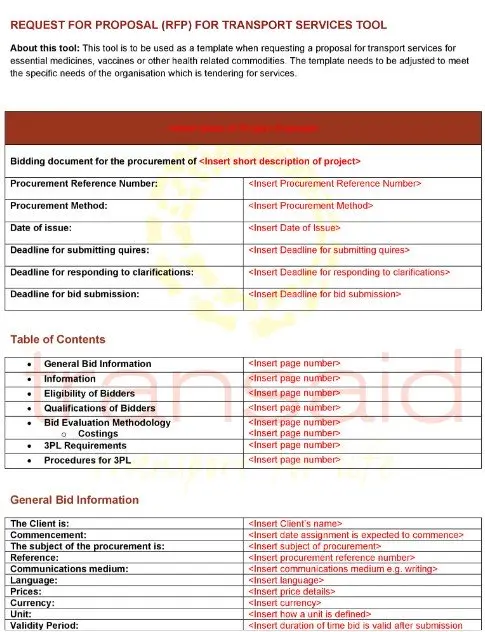 REQUEST FOR PROPOSAL (RFP) FOR TRANSPORT SERVICES TOOL
About this tool: This tool is to be used as a template when requesting a proposal for transport services for
essential medicines, vaccines or other health related commodities. The template needs to be adjusted to meet
the specific needs of the organisation which is tendering for services.
Bidding document for the procurement of <Insert short description of project>
Procurement Reference Number: <Insert Procurement Reference Number>
Procurement Method: <Insert Procurement Method>
Date of issue: <Insert Date of Issue>
Deadline for submitting quires: <Insert Deadline for submitting quires>
Deadline for responding to clarifications: <Insert Deadline for responding to clarifications>
Deadline for bid submission: <Insert Deadline for bid submission>
Table of Contents
• General Bid Information <Insert page number>
• Information <Insert page number>
• Eligibility of Bidders <Insert page number>
• Qualifications of Bidders <Insert page number>
• Bid Evaluation Methodology <Insert page number>
o Costings <Insert page number>
• 3PL Requirements <Insert page number>
• Procedures for 3PL <Insert page number>
transaid
General Bid Information
The Client is: <Insert Client's name>
Commencement: <Insert date assignment is expected to commence>
The subject of the procurement is: <Insert subject of procurement>
Reference: <Insert procurement reference number>
Communications medium: <Insert communications medium e.g. writing>
Language: <Insert language>
Prices: <Insert price details>
Currency: <Insert currency>
Unit: <Insert how a unit is defined>
Validity Period: <Insert duration of time bid is valid after submission